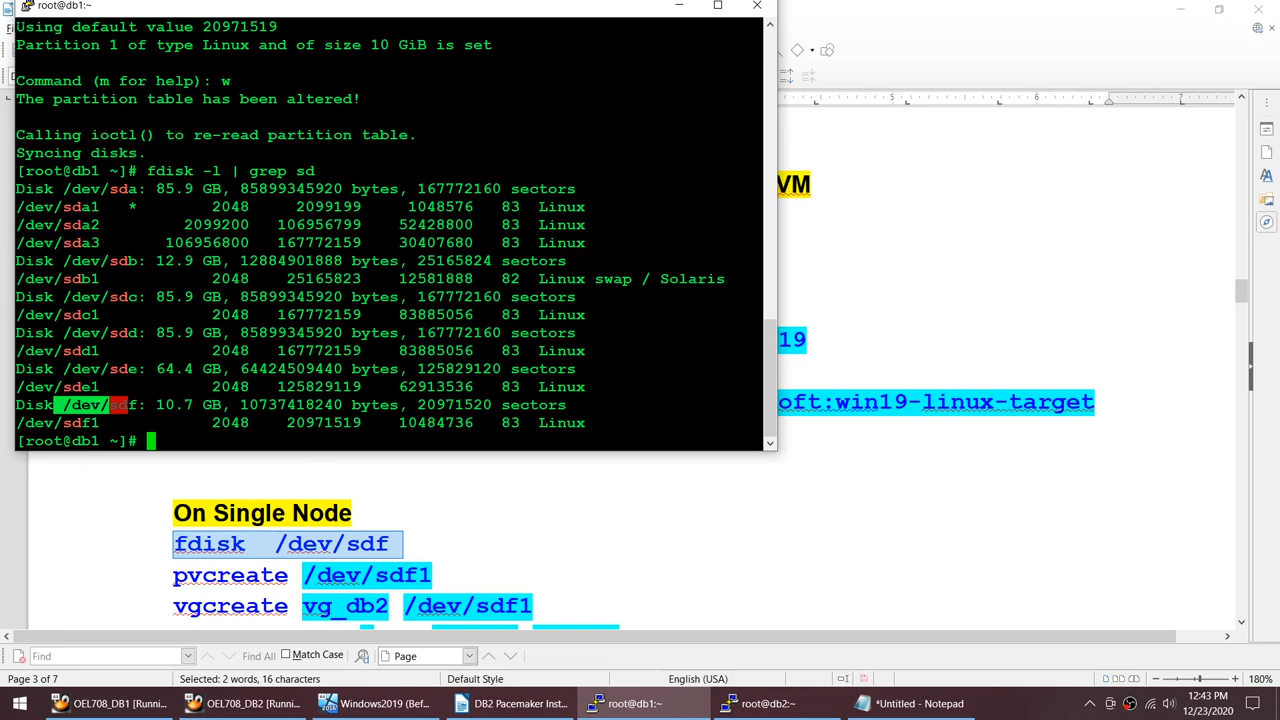 root@db1:~
Using default value 20971519
Partition 1 of type Linux and of size 10 GiB is set
Command (m for help): w
The partition table has been altered!
Calling ioctl() to re-read partition table.
Syncing disks.
[root@db1 ~]# fdisk -l | grep sd
Disk /dev/sda: 85.9 GB, 85899345920 bytes, 167772160 sectors
/dev/sda1 * 2048 2099199 1048576 83 Linux
/dev/sda2 2099200 106956799 52428800 83 Linux
/dev/sda3 106956800 167772159 30407680 83 Linux
Disk /dev/sdb: 12.9 GB, 12884901888 bytes, 25165824 sectors
/dev/sdb1 2048 25165823 12581888 82 Linux swap / Solaris
Disk /dev/sdc: 85.9 GB, 85899345920 bytes, 167772160 sectors
/dev/sdc1 2048 167772159 83885056 83 Linux
Disk /dev/sdd: 85.9 GB, 85899345920 bytes, 167772160 sectors
/dev/sdd1 2048 167772159 83885056 83 Linux
Disk /dev/sde: 64.4 GB, 64424509440 bytes, 125829120 sectors
/dev/sde1 2048 125829119 62913536 83 Linux
Disk /dev/sdf: 10.7 GB, 10737418240 bytes, 20971520 sectors
/dev/sdf1 2048 20971519 10484736 83 Linux
[root@db1 ~]#
5 6 7
VM
19
oft:win19-linux-target
On Single Node
fdisk /dev/sdf
pvcreate /dev/sdf1
vgcreate vg_db2 /dev/sdf1
Find Find All Match Case Page
Page 3 of 7 Selected: 2 words, 16 characters Default Style English (USA) 180%
OEL708_DB1 [Runni... OEL708_DB2 [Runni... Windows2019 (Bef... DB2 Pacemaker Inst... root@db1:~ root@db2:~ *Untitled - Notepad
12:43 PM
12/23/2020